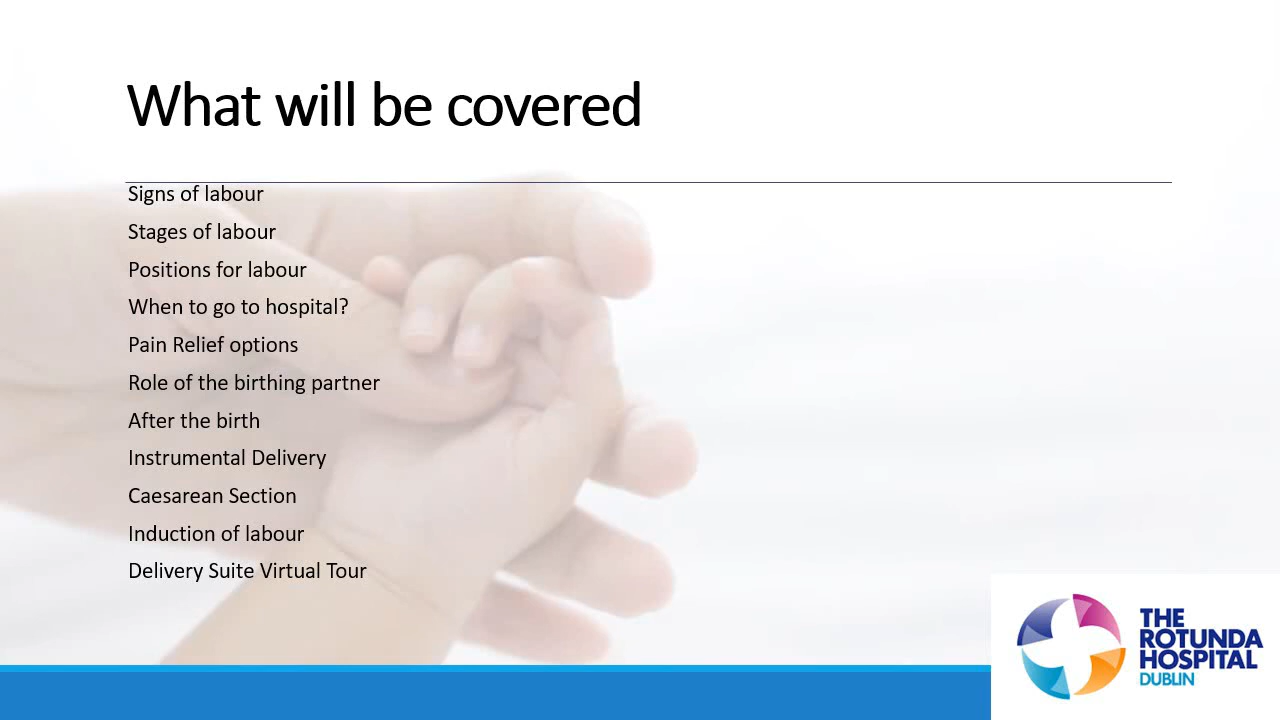 What will be covered
Signs of labour
Stages of labour
Positions for labour
When to go to hospital?
Pain Relief options
Role of the birthing partner
After the birth
Instrumental Delivery
Caesarean Section
Induction of labour
Delivery Suite Virtual Tour
THE
ROTUNDA
HOSPITAL
DUBLIN